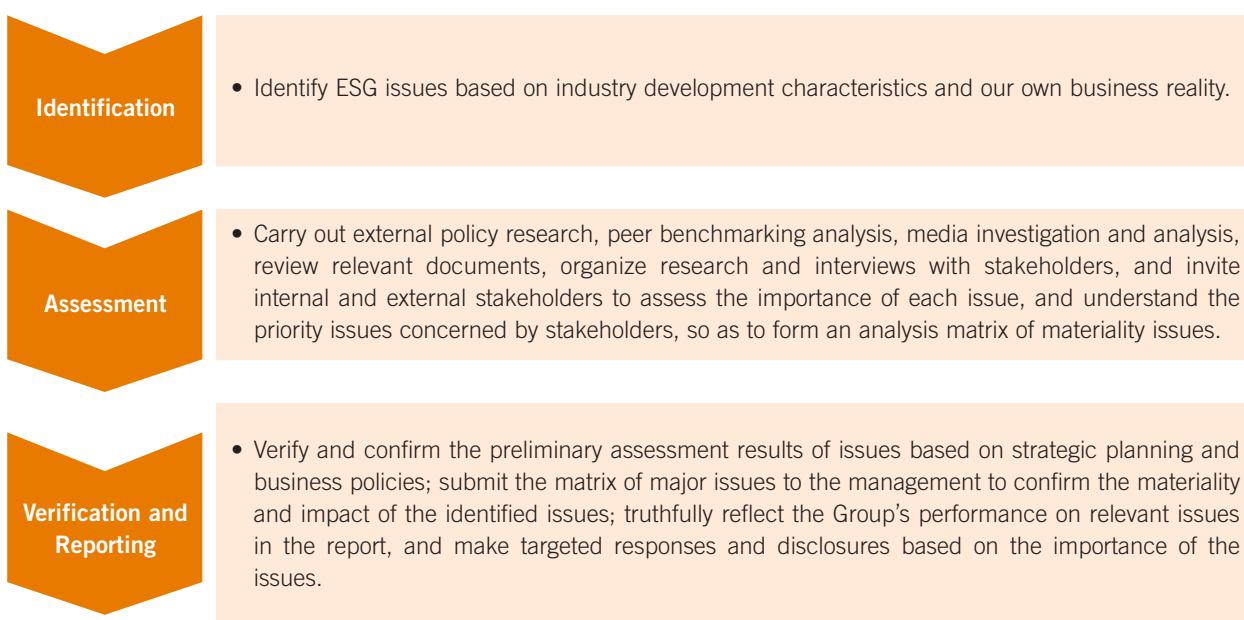 Identification
• Identify ESG issues based on industry development characteristics and our own business reality.
Assessment
• Carry out external policy research, peer benchmarking analysis, media investigation and analysis,
review relevant documents, organize research and interviews with stakeholders, and invite
internal and external stakeholders to assess the importance of each issue, and understand the
priority issues concerned by stakeholders, so as to form an analysis matrix of materiality issues.
Verification and
Reporting
• Verify and confirm the preliminary assessment results of issues based on strategic planning and
business policies; submit the matrix of major issues to the management to confirm the materiality
and impact of the identified issues; truthfully reflect the Group’s performance on relevant issues
in the report, and make targeted responses and disclosures based on the importance of the
issues.